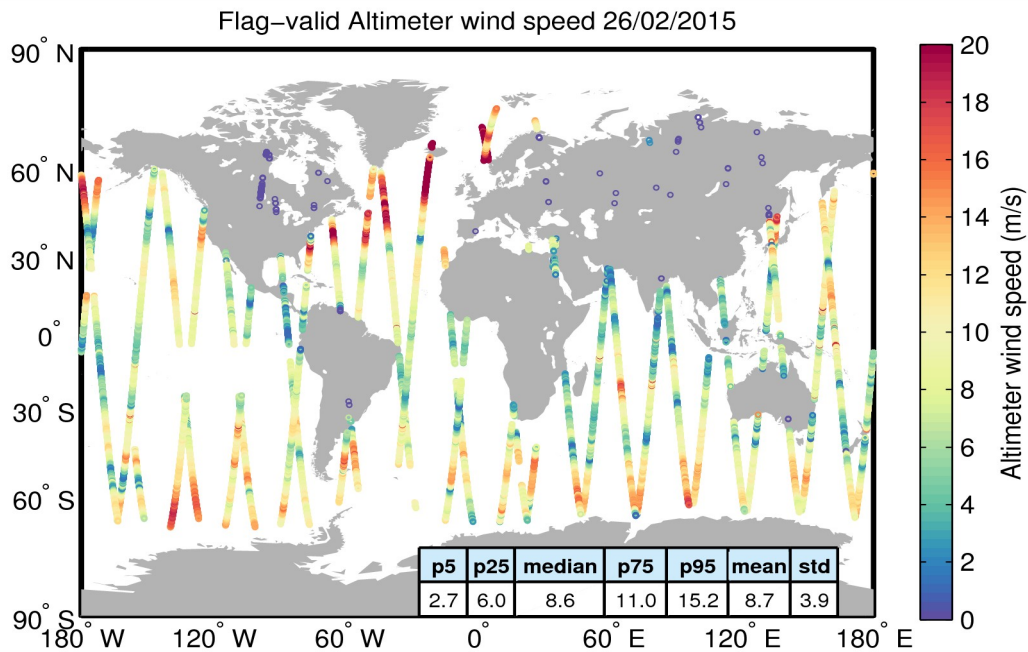 Flag−valid Altimeter wind speed 26/02/2015
90° N
60° N
30° N
0°
30° S
60° S
90° S
180° W
120° W
60° W
0°
60° E
120° E
180° E
p5 p25 median p75 p95 mean std
2.7 6.0 8.6 11.0 15.2 8.7 3.9
20
18
16
14
12
10
8
6
4
2
0
Altimeter wind speed (m/s)